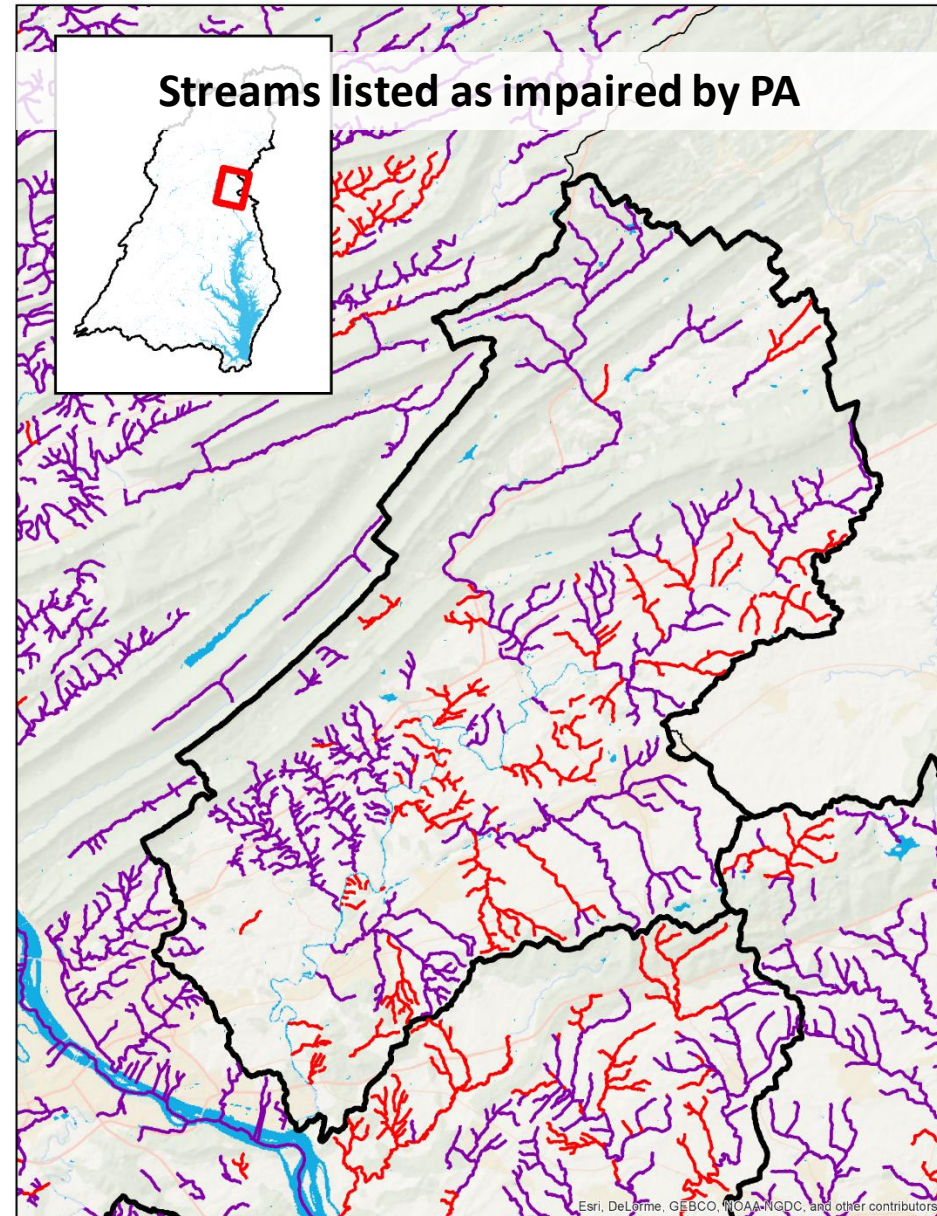 Streams listed as impaired by PA
Esri, DeLorme, GEBCO, NOAA NGDC, and other contributors